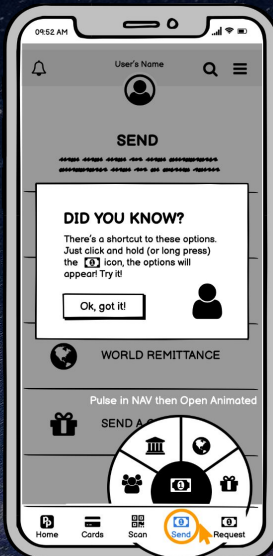 09:52 AM
User's Name
SEND
DID YOU KNOW?
There's a shortcut to these options.
Just click and hold (or long press)
the icon, the options will
appear! Try it!
Ok, got it!
WORLD REMITTANCE
Pulse in NAV then Open Animated
SEND A G
Home Cards Scan Send Request